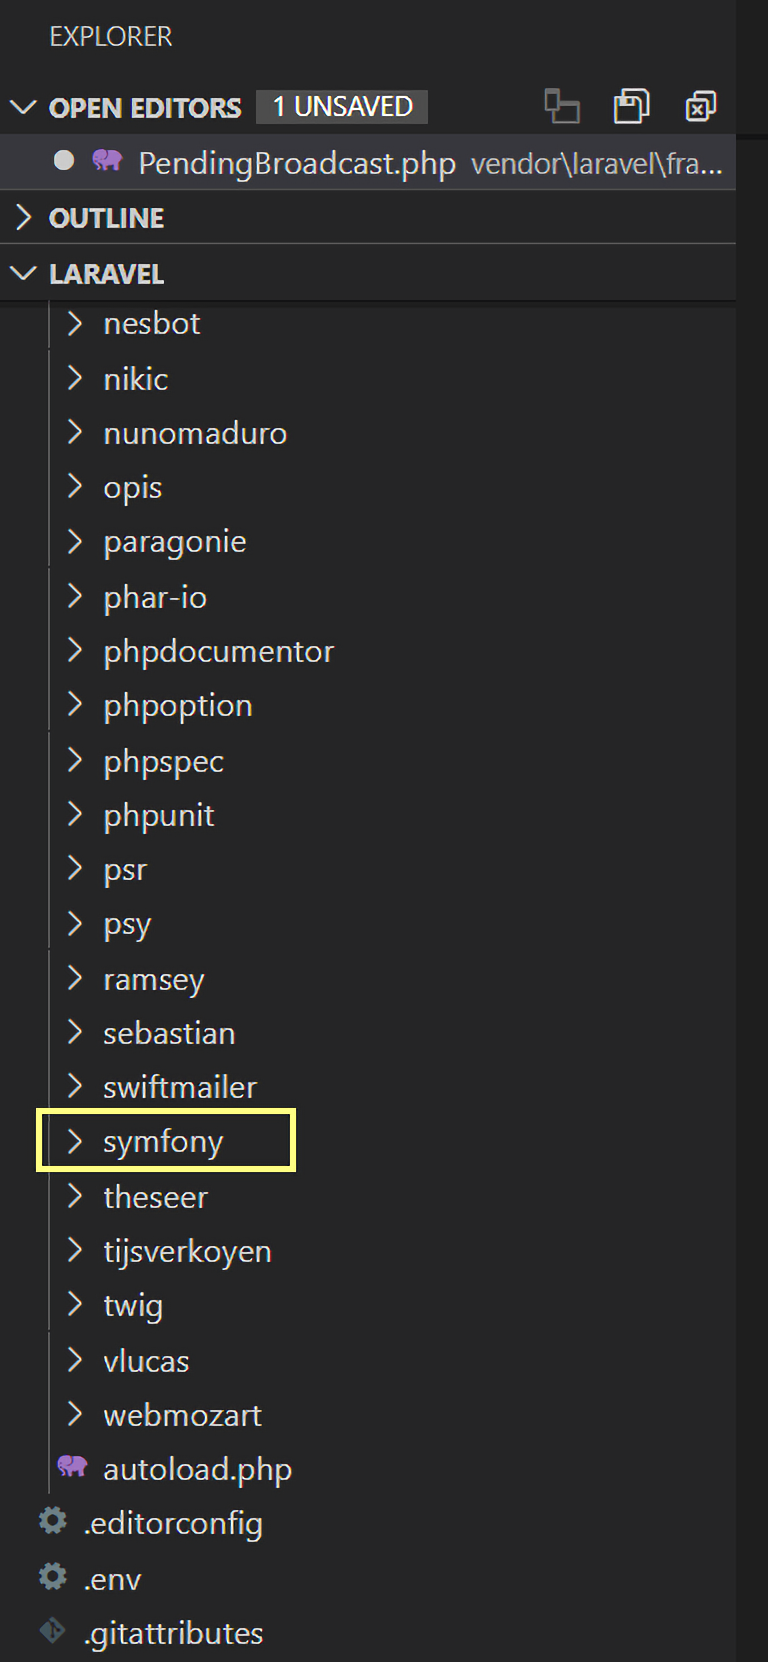 EXPLORER
OPEN EDITORS 1 UNSAVED
PendingBroadcast.php vendor\laravel\fra...
OUTLINE
LARAVEL
nesbot
nikic
nunomaduro
opis
paragonie
phar-io
phpdocumentor
phpoption
phpspec
phpunit
psr
psy
ramsey
sebastian
swiftmailer
symfony
theseer
tijsverkoyen
twig
vlucas
webmozart
autoload.php
.editorconfig
.env
.gitattributes